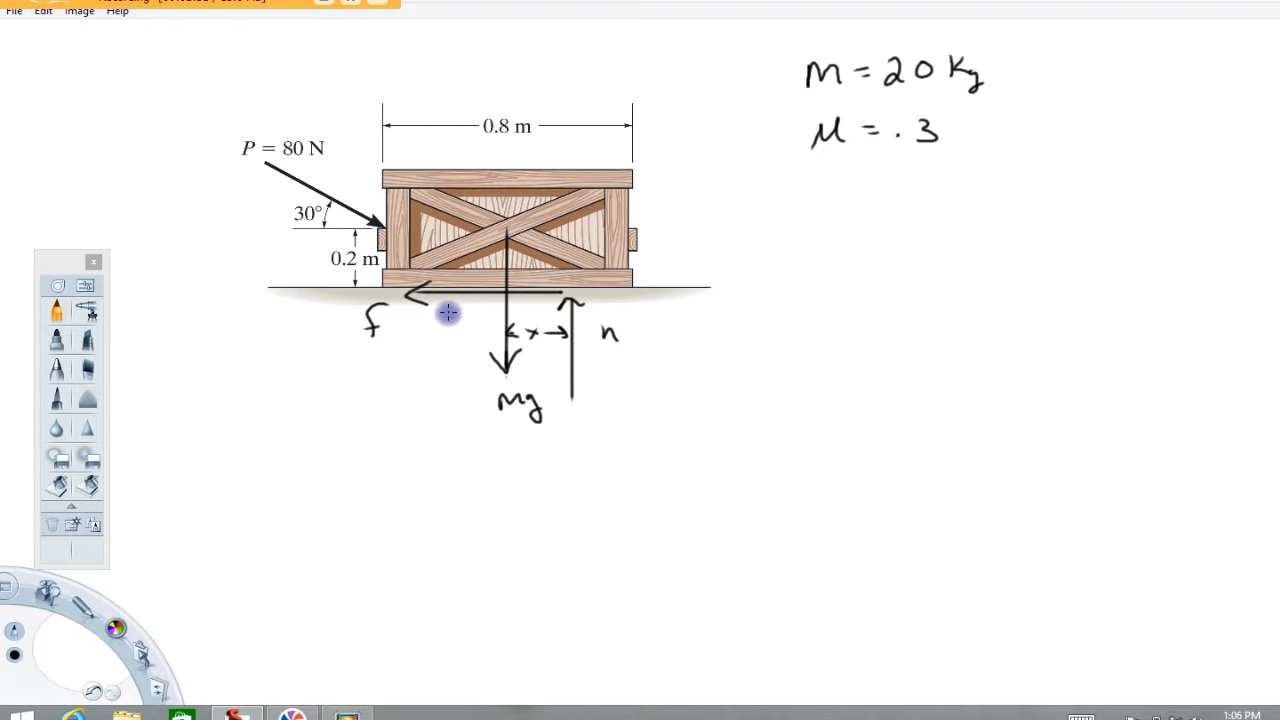 File Edit Image Help
M = 20 Kg
μ = .3
0.8 m
P = 80 N
30°
0.2 m
f
x
n
mg
1:06 PM